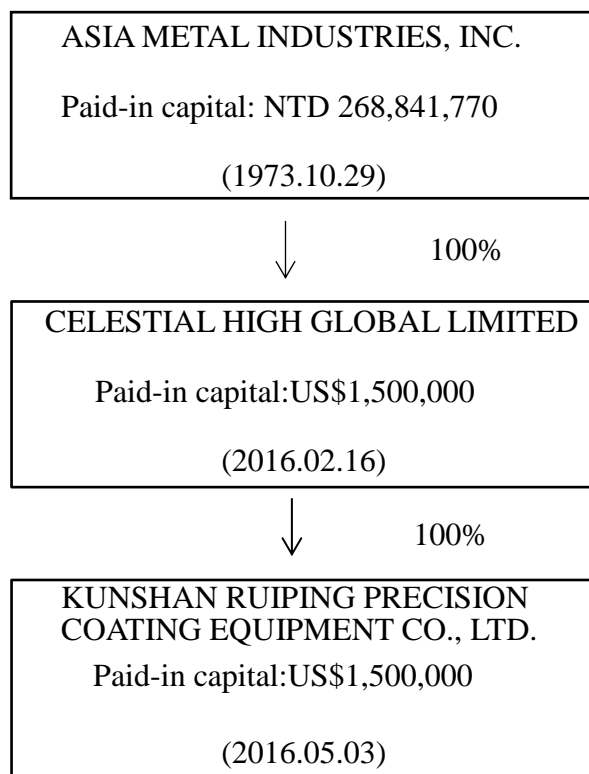 ASIA METAL INDUSTRIES, INC.
Paid-in capital: NTD 268,841,770
(1973.10.29)
100%
CELESTIAL HIGH GLOBAL LIMITED
Paid-in capital:US$1,500,000
(2016.02.16)
100%
KUNSHAN RUIPING PRECISION
COATING EQUIPMENT CO., LTD.
Paid-in capital:US$1,500,000
(2016.05.03)